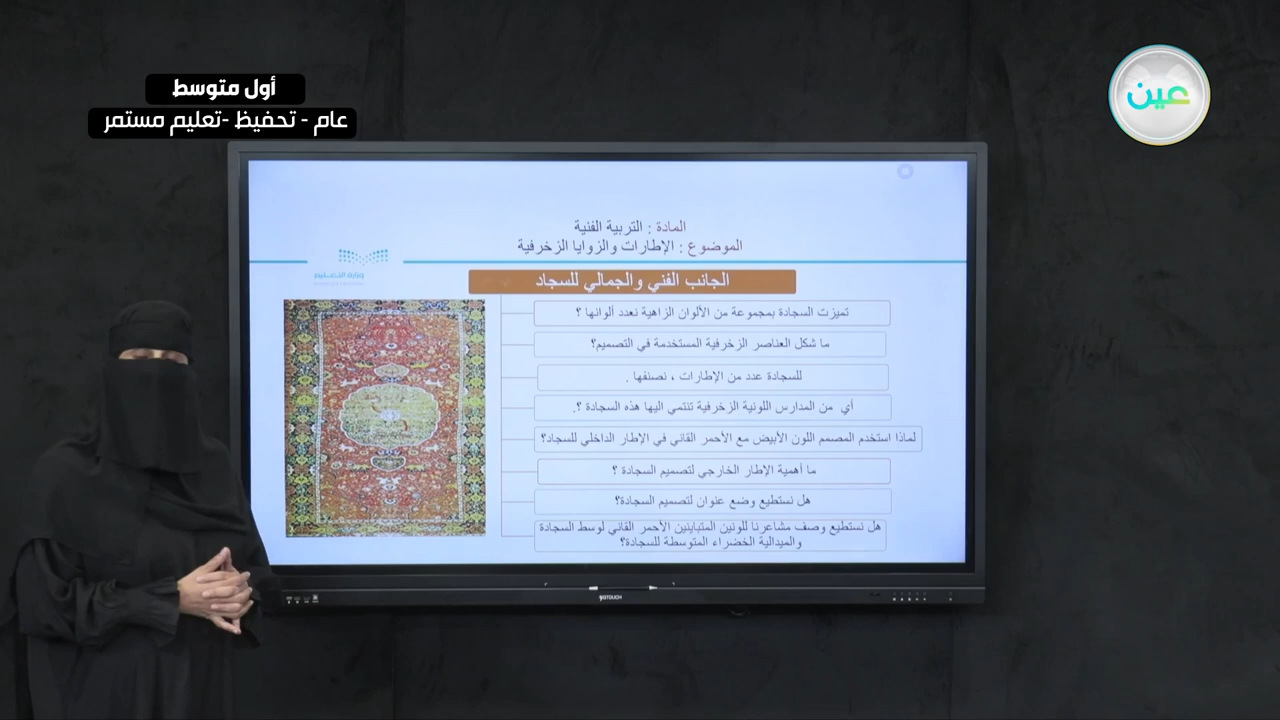 أول متوسط
عام - تحفيظ -تعليم مستمر
عين
المادة : التربية الفنية
الموضوع : الإطارات والزوايا الزخرفية
وزارة التعليم
الجانب الفني والجمالي للسجاد
تميزت السجادة بمجموعة من الألوان الزاهية نعدد ألوانها ؟
ما شكل العناصر الزخرفية المستخدمة في التصميم؟
للسجادة عدد من الإطارات ، نصنفها .
أي من المدارس اللونية الزخرفية تنتمي اليها هذه السجادة ؟.
لماذا استخدم المصمم اللون الأبيض مع الأحمر القاني في الإطار الداخلي للسجاد؟
ما أهمية الإطار الخارجي لتصميم السجادة ؟
هل نستطيع وضع عنوان لتصميم السجادة؟
هل نستطيع وصف مشاعرنا للونين المتباينين الأحمر القاني لوسط السجادة
والميدالية الخضراء المتوسطة للسجادة؟